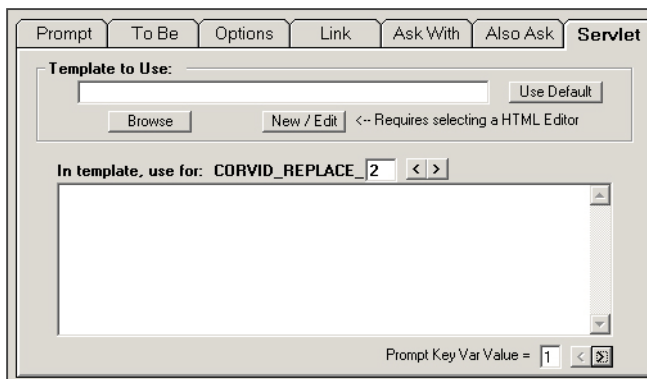 Prompt To Be Options Link Ask With Also Ask Servlet
Template to Use:
Use Default
Browse New / Edit <-- Requires selecting a HTML Editor
In template, use for: CORVID_REPLACE_ 2 < >
Prompt Key Var Value = 1 < >